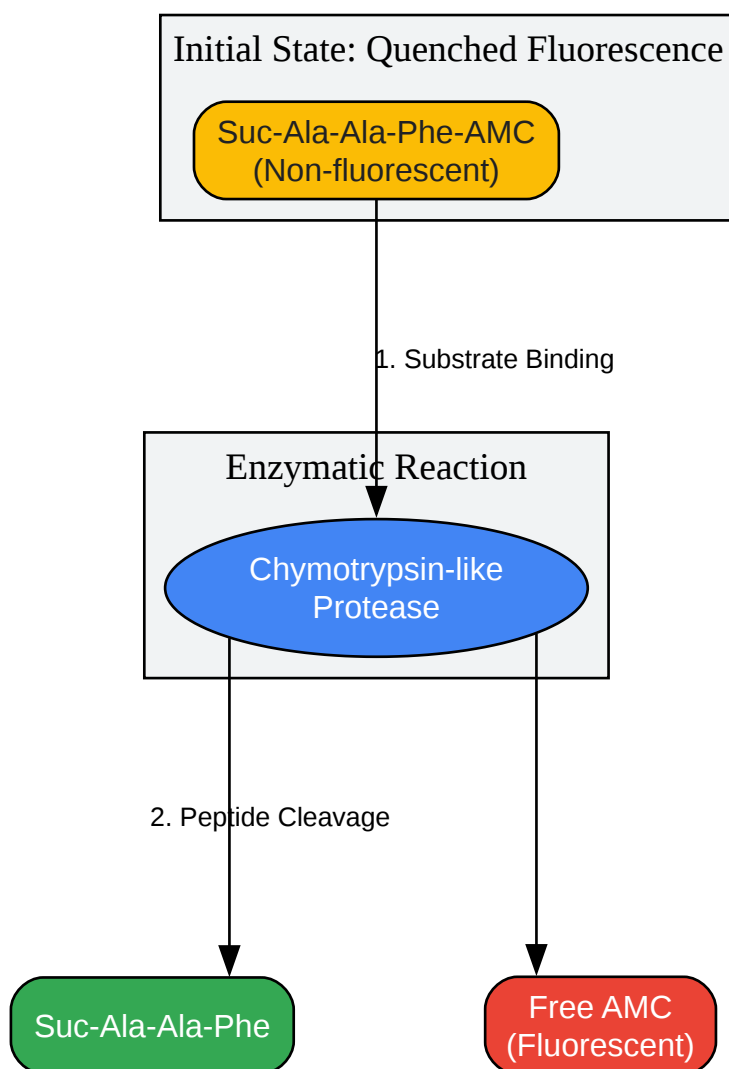 Initial State: Quenched Fluorescence
Suc-Ala-Ala-Phe-AMC
(Non-fluorescent)
1. Substrate Binding
Enzymatic Reaction
Chymotrypsin-like
Protease
2. Peptide Cleavage
Suc-Ala-Ala-Phe
Free AMC
(Fluorescent)